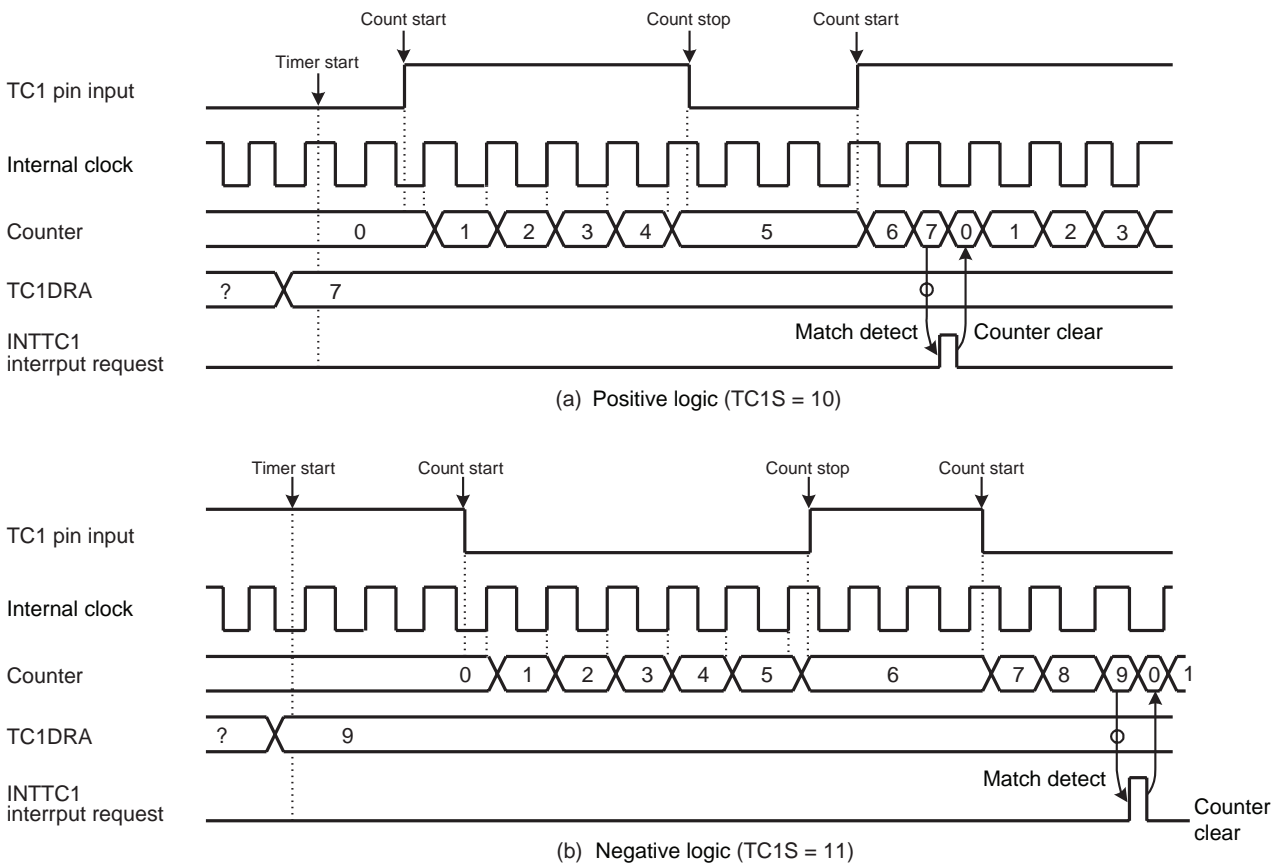 Count start Count stop Count start
Timer start
TC1 pin input
Internal clock
Counter 0 1 2 3 4 5 6 7 0 1 2 3
TC1DRA ? 7
Match detect Counter clear
INTTC1
interrput request
(a) Positive logic (TC1S = 10)
Timer start Count start Count stop Count start
TC1 pin input
Internal clock
Counter 0 1 2 3 4 5 6 7 8 9 0 1
TC1DRA ? 9
Match detect
INTTC1
interrput request
Counter
clear
(b) Negative logic (TC1S = 11)